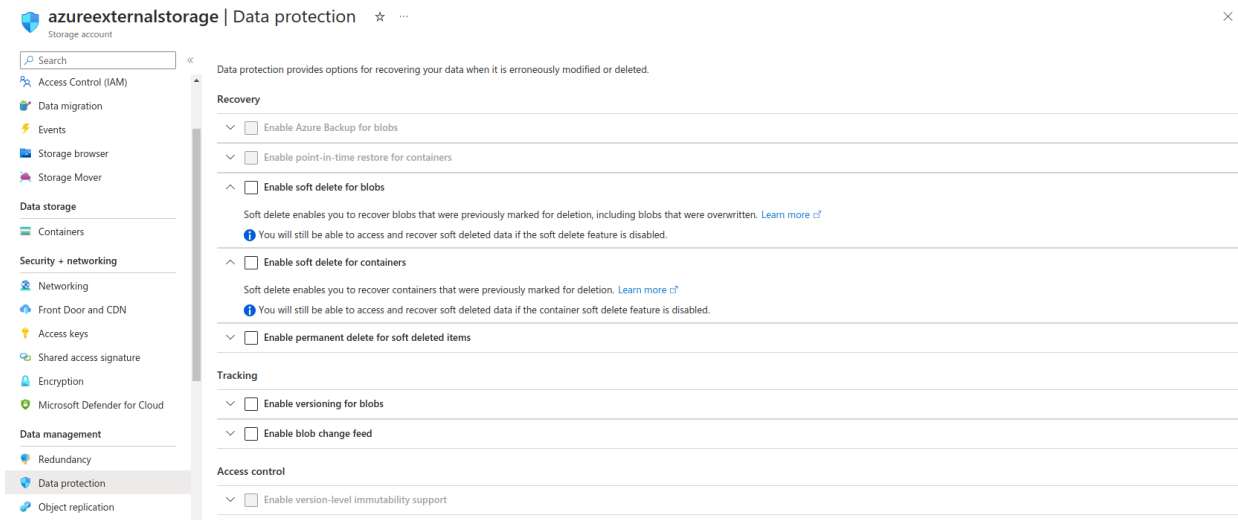 azureexternalstorage | Data protection
Storage account
Search
Access Control (IAM)
Data migration
Events
Storage browser
Storage Mover
Data storage
Containers
Security + networking
Networking
Front Door and CDN
Access keys
Shared access signature
Encryption
Microsoft Defender for Cloud
Data management
Redundancy
Data protection
Object replication
Data protection provides options for recovering your data when it is erroneously modified or deleted.
Recovery
Enable Azure Backup for blobs
Enable point-in-time restore for containers
Enable soft delete for blobs
Soft delete enables you to recover blobs that were previously marked for deletion, including blobs that were overwritten. Learn more
You will still be able to access and recover soft deleted data if the soft delete feature is disabled.
Enable soft delete for containers
Soft delete enables you to recover containers that were previously marked for deletion. Learn more
You will still be able to access and recover soft deleted data if the container soft delete feature is disabled.
Enable permanent delete for soft deleted items
Tracking
Enable versioning for blobs
Enable blob change feed
Access control
Enable version-level immutability support